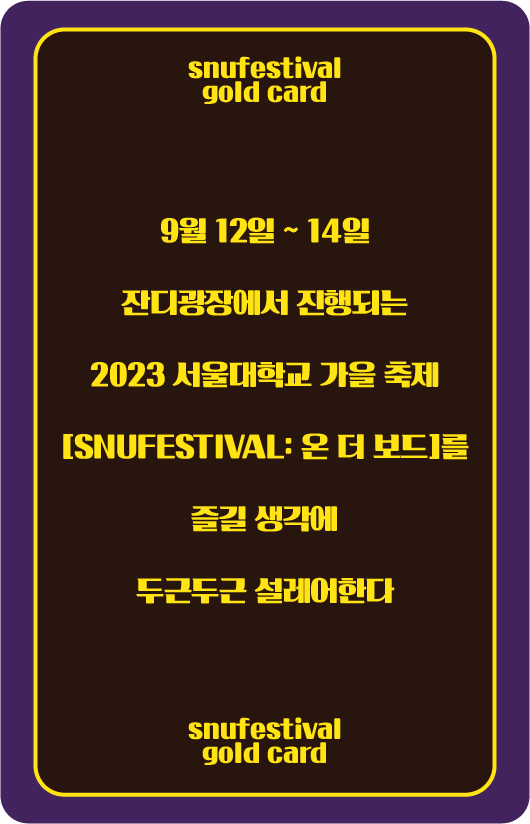 snufestival
gold card
9월 12일 ~ 14일
잔디광장에서 진행되는
2023 서울대학교 가을 축제
[SNUFESTIVAL: 온 더 보드]를
즐길 생각에
두근두근 설레어한다
snufestival
gold card